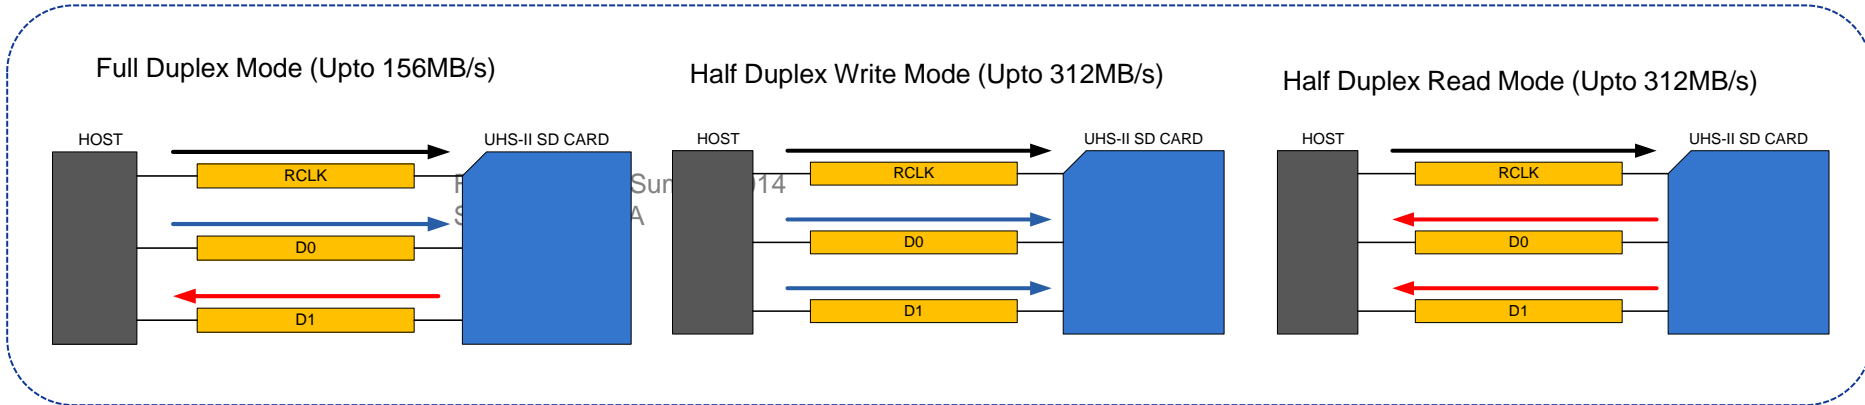 Full Duplex Mode (Upto 156MB/s)
HOST
UHS-II SD CARD
RCLK
D0
D1
Half Duplex Write Mode (Upto 312MB/s)
HOST
UHS-II SD CARD
RCLK
D0
D1
Half Duplex Read Mode (Upto 312MB/s)
HOST
UHS-II SD CARD
RCLK
D0
D1